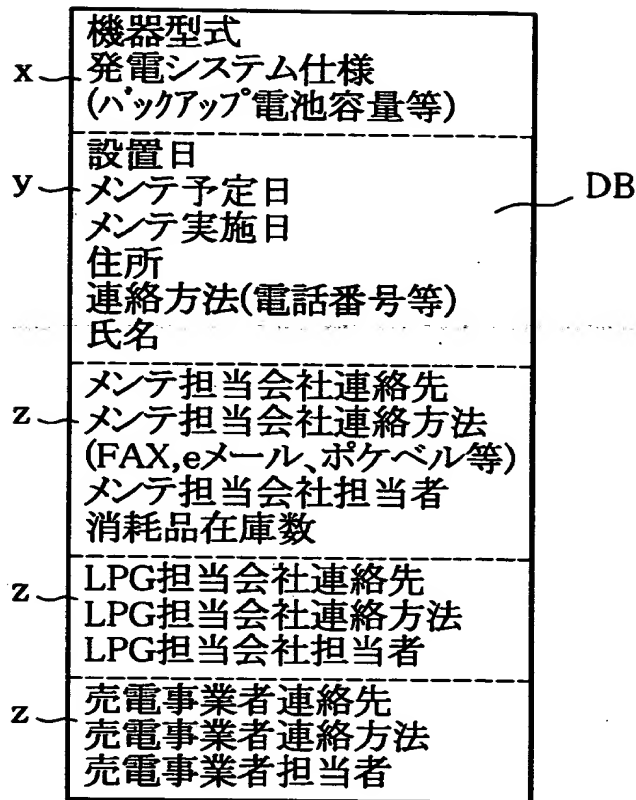 機器型式
x 発電システム仕様
(バックアップ電池容量等)
設置日
y メンテ予定日 DB
メンテ実施日
住所
連絡方法(電話番号等)
氏名
メンテ担当会社連絡先
z メンテ担当会社連絡方法
(FAX,eメール、ポケベル等)
メンテ担当会社担当者
消耗品在庫数
z LPG担当会社連絡先
LPG担当会社連絡方法
LPG担当会社担当者
z 売電事業者連絡先
売電事業者連絡方法
売電事業者担当者